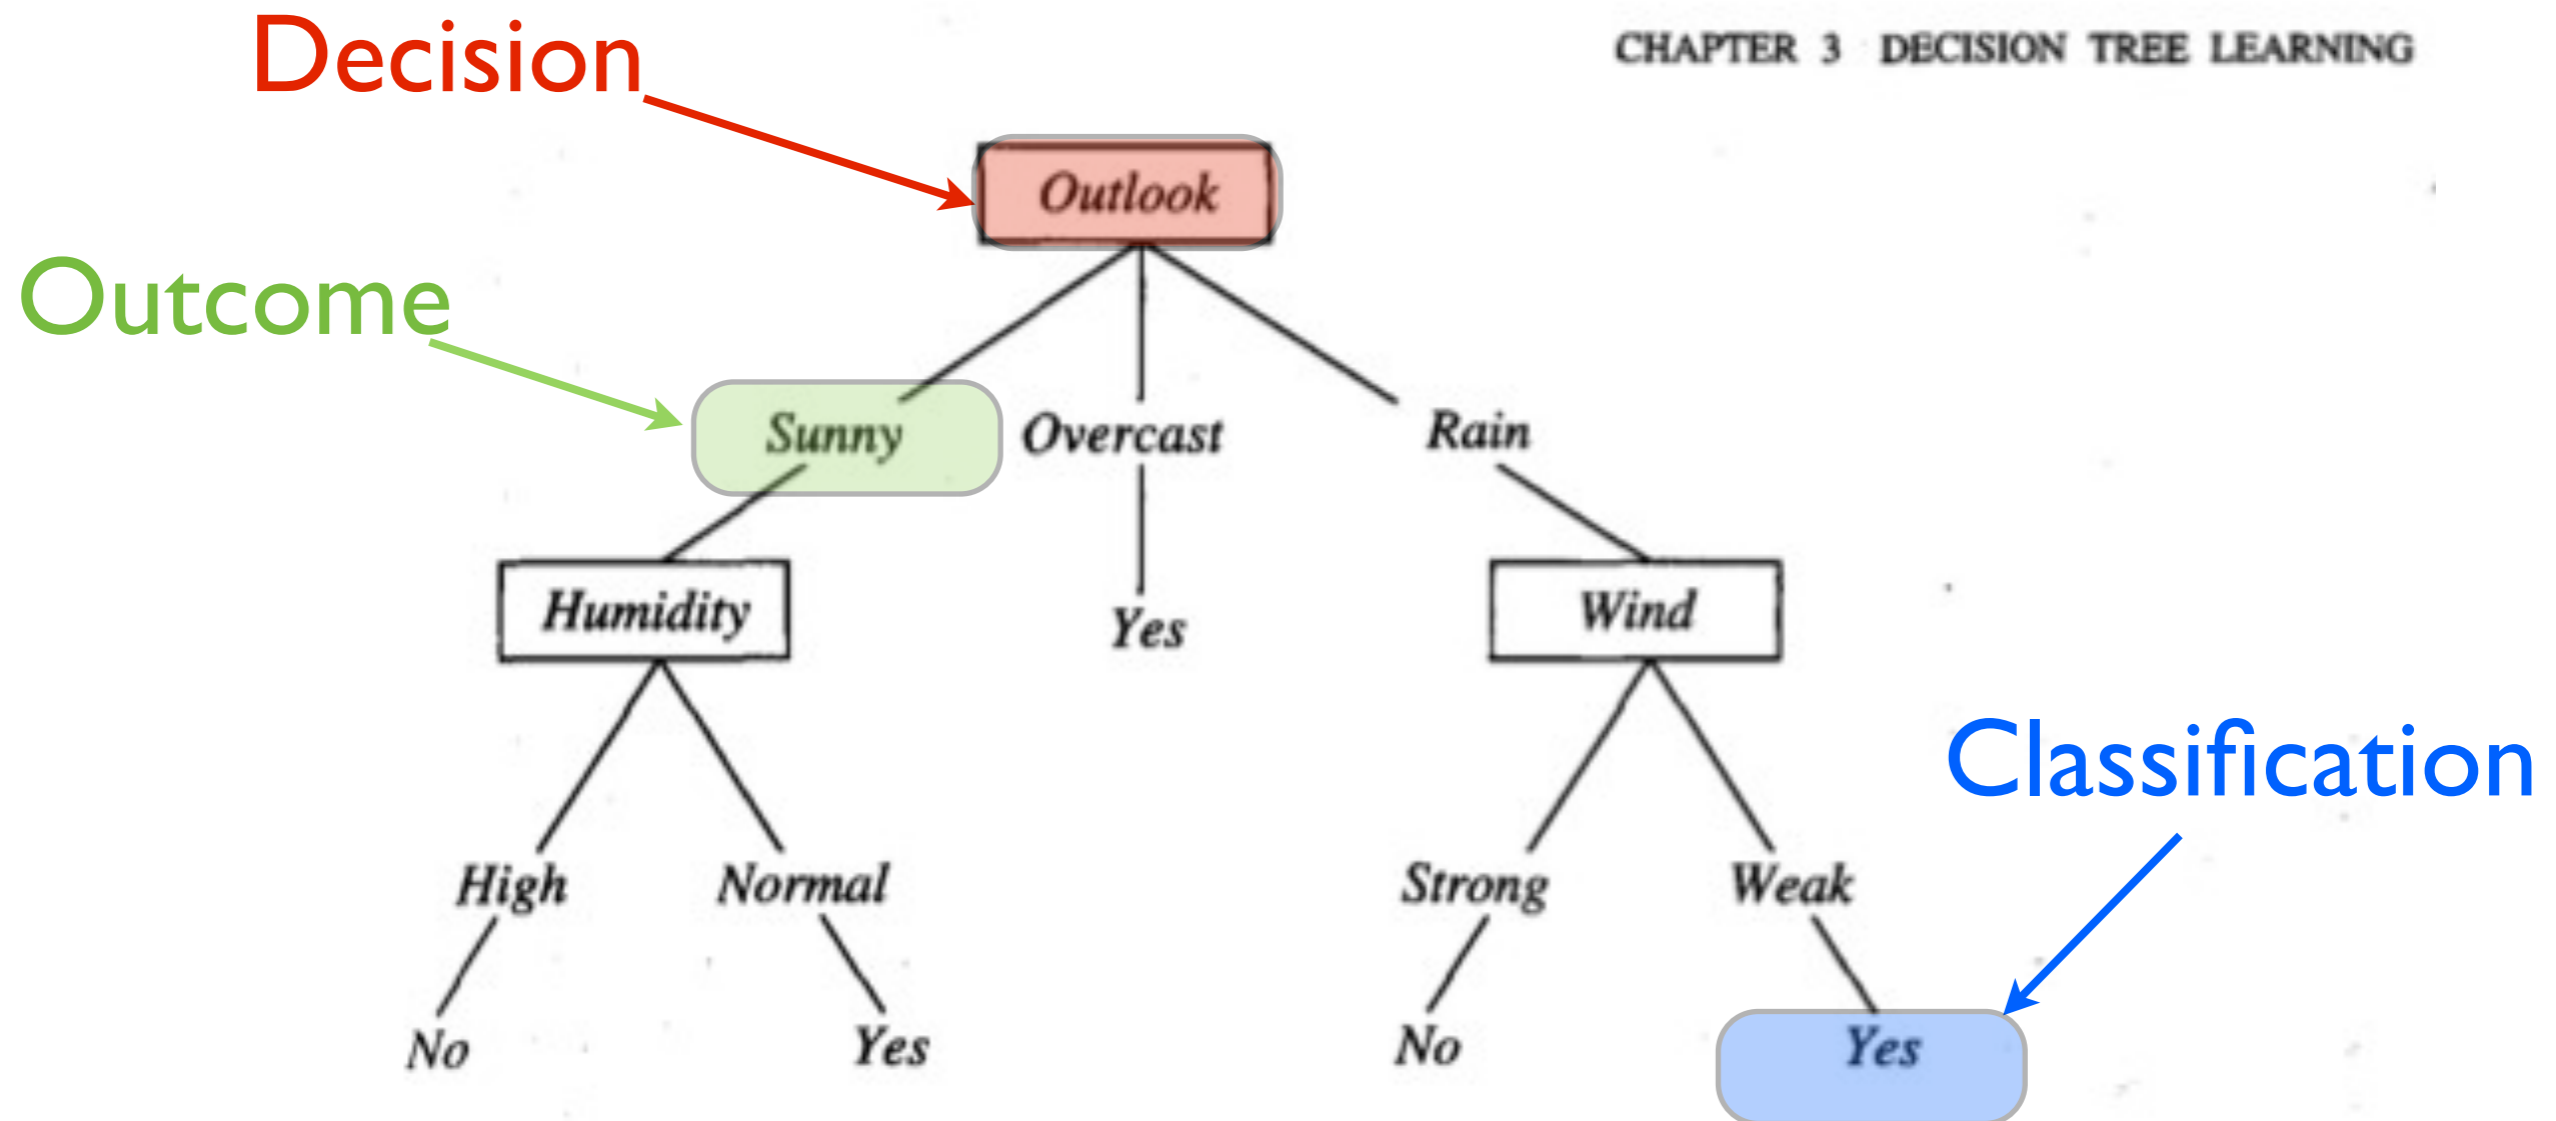 Decision
CHAPTER 3 DECISION TREE LEARNING
Outlook
Outcome
Sunny Overcast Rain
Humidity Yes Wind
Classification
High Normal Strong Weak
No Yes No Yes